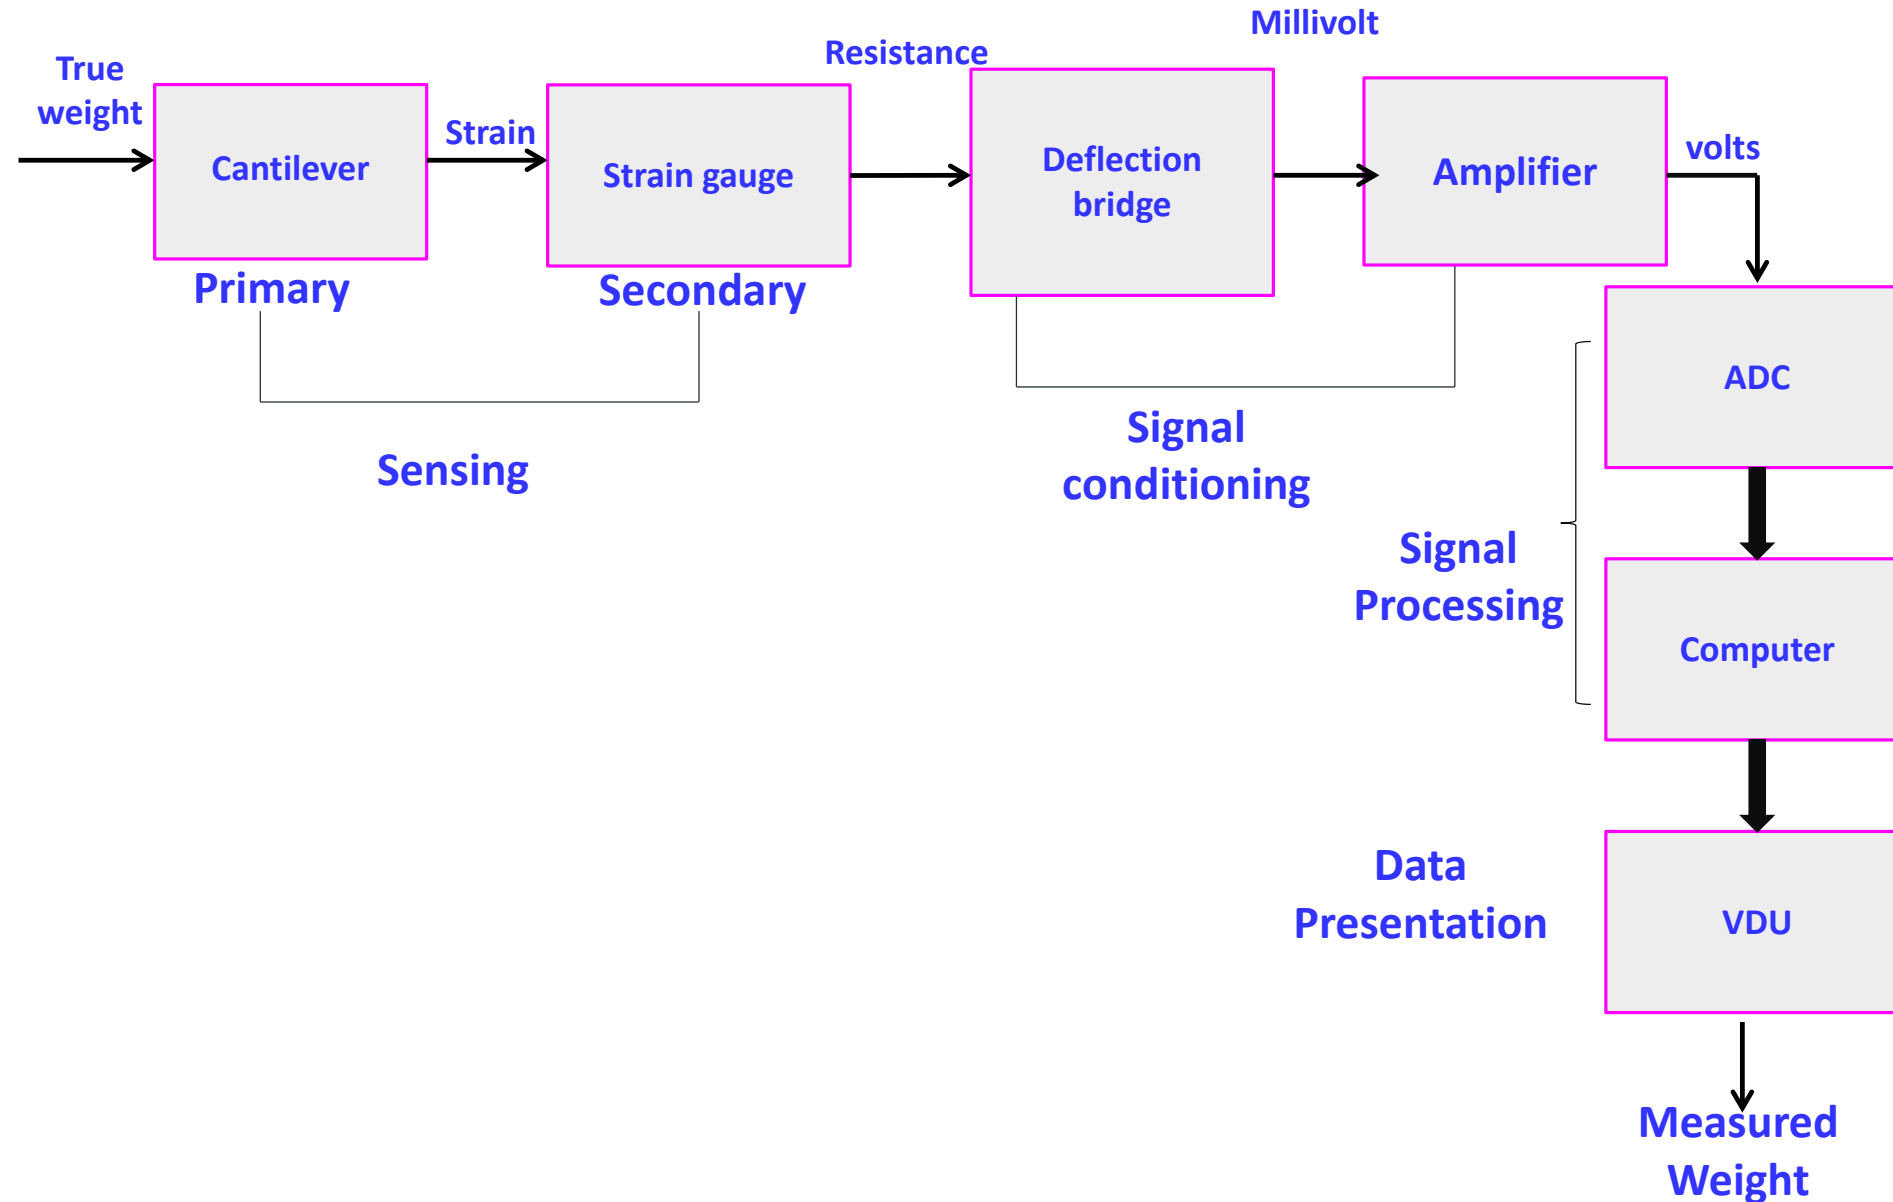 Millivolt
Resistance
True
weight
Strain
volts
Cantilever
Strain gauge
Deflection
bridge
Amplifier
Primary
Secondary
Sensing
Signal
conditioning
ADC
Signal
Processing
Computer
Data
Presentation
VDU
Measured
Weight